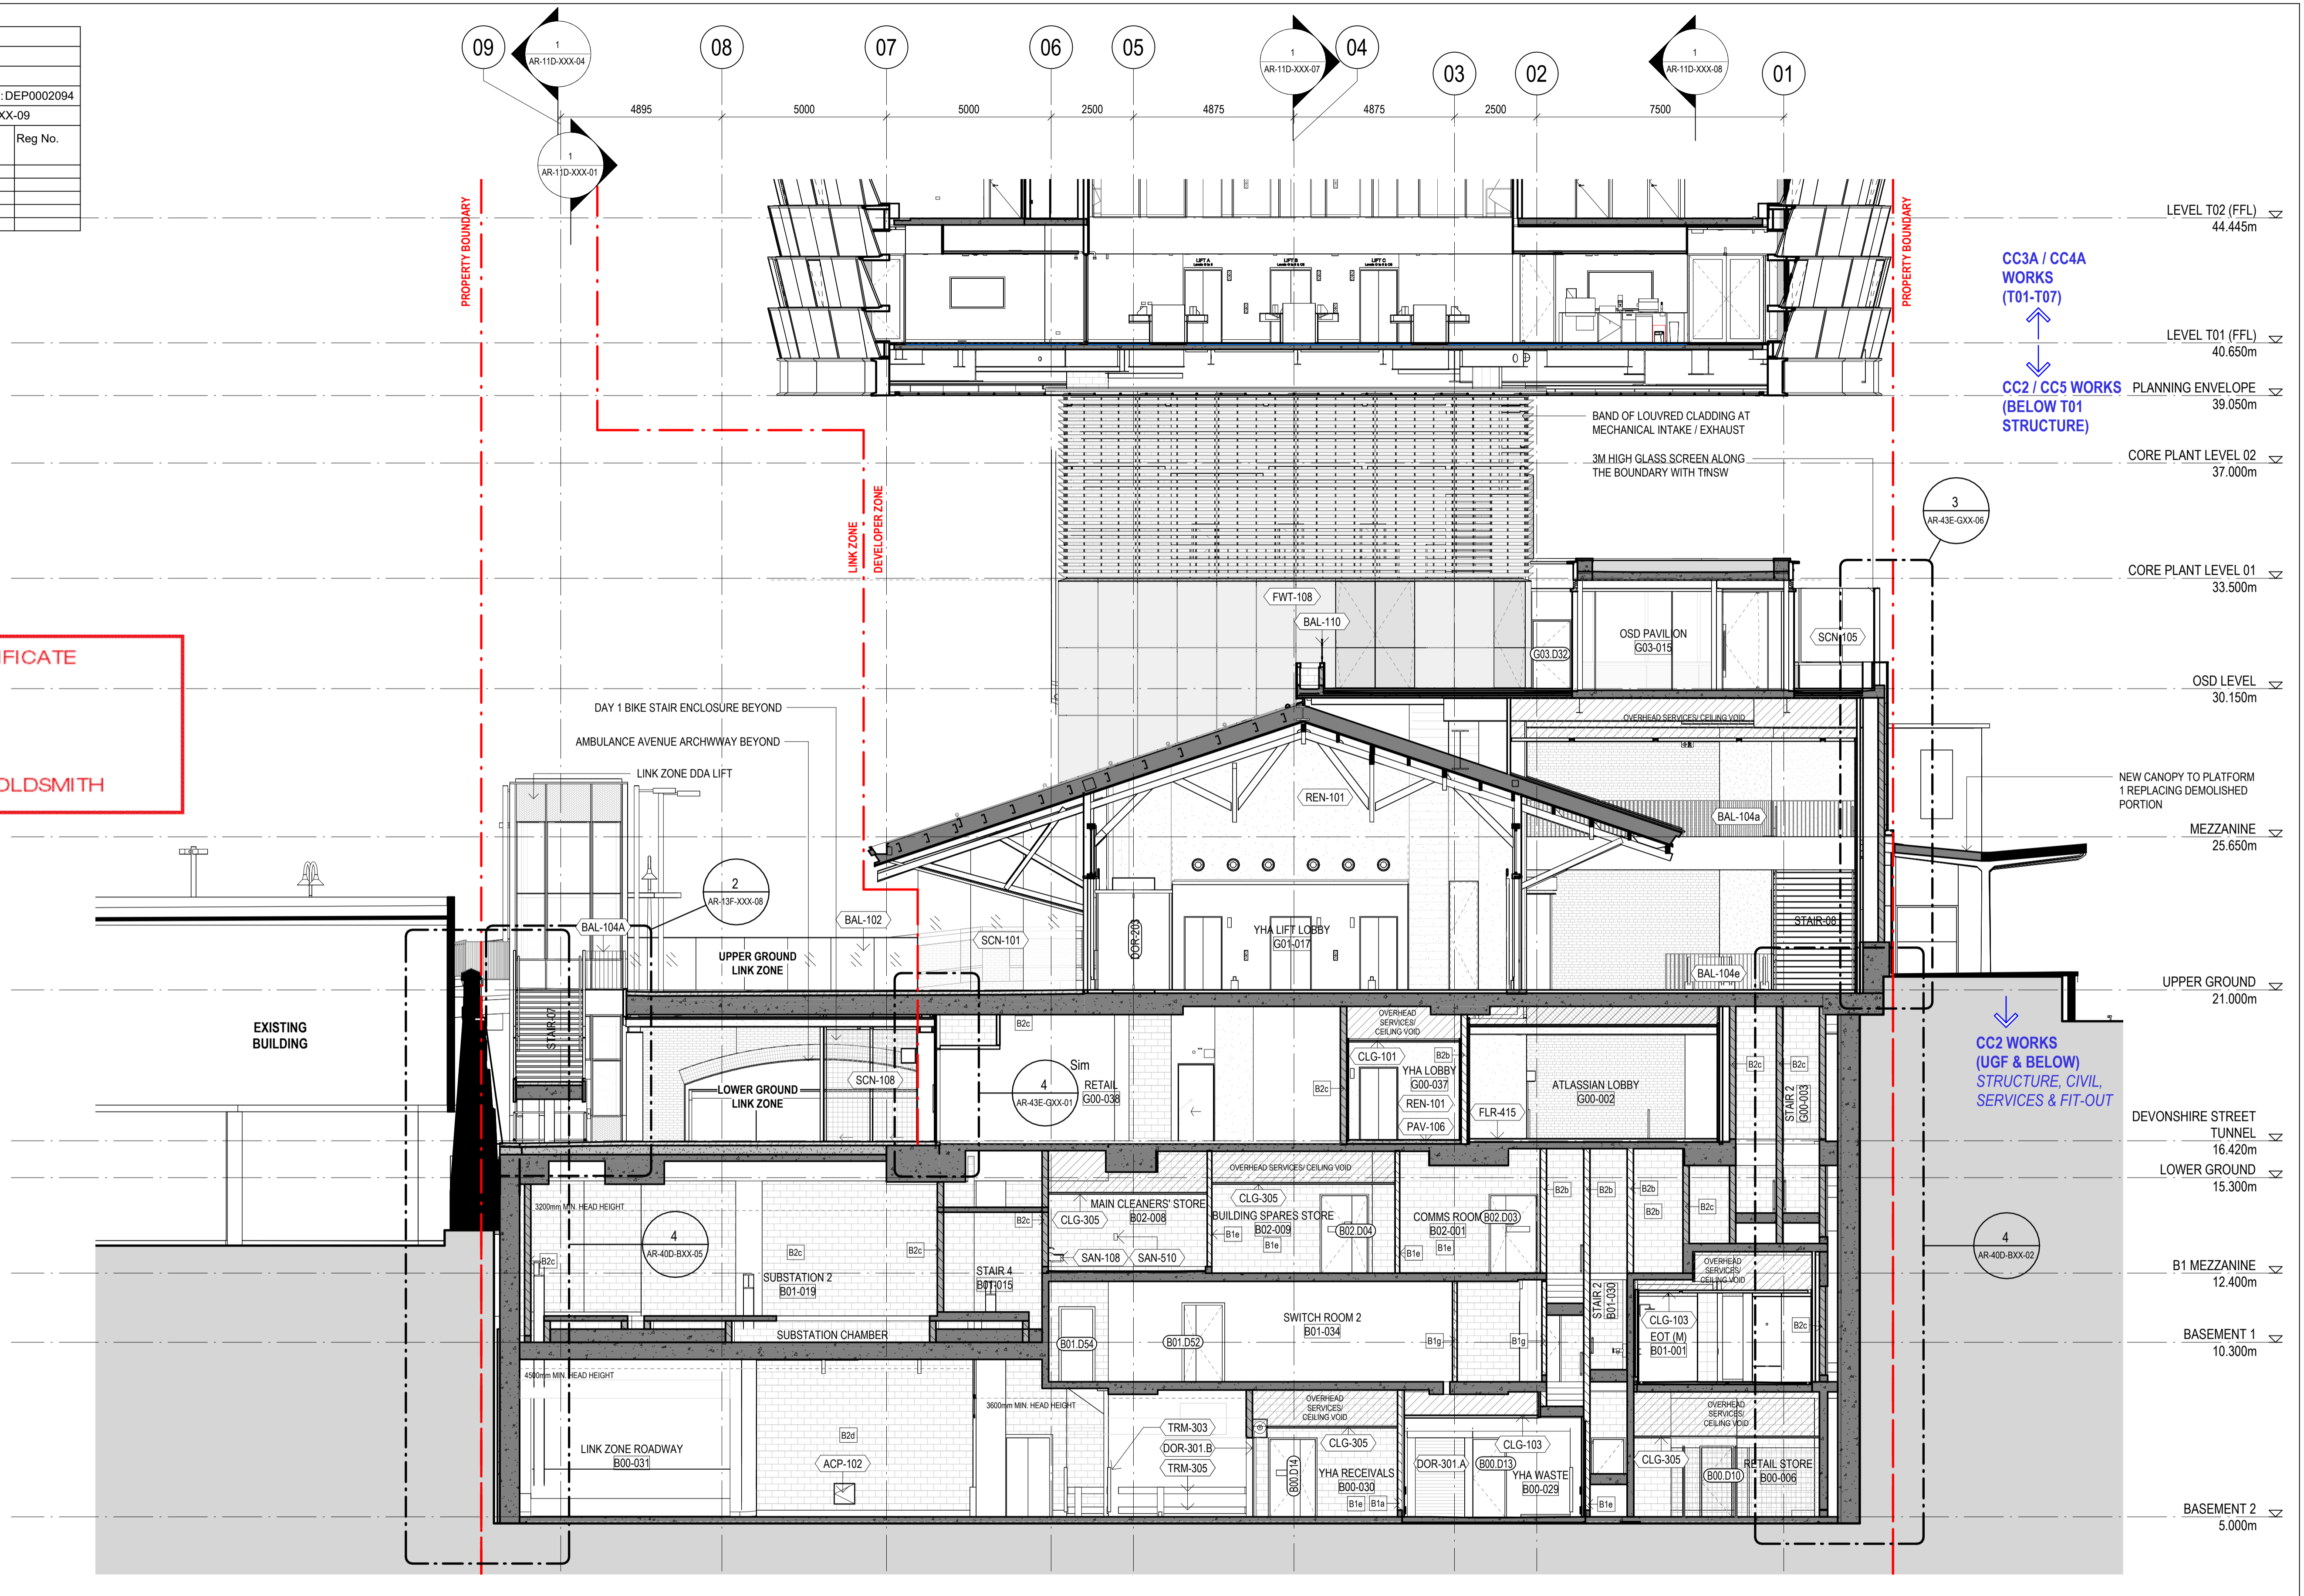 :DEP0002094
XX-09
Reg No.
IFICATE
OLDSMITH
09
08
07
06
05
04
03
02
01
1
AR-11D-XXX-04
1
AR-11D-XXX-07
1
AR-11D-XXX-08
1
AR-11D-XXX-01
4895
5000
5000
2500
4875
4875
2500
7500
PROPERTY BOUNDARY
PROPERTY BOUNDARY
LINK ZONE
DEVELOPER ZONE
LIFT A
LIFT B
LIFT C
LEVEL T02 (FFL)
44.445m
CC3A / CC4A
WORKS
(T01-T07)
LEVEL T01 (FFL)
40.650m
CC2 / CC5 WORKS
(BELOW T01
STRUCTURE)
PLANNING ENVELOPE
39.050m
BAND OF LOUVRED CLADDING AT
MECHANICAL INTAKE / EXHAUST
3M HIGH GLASS SCREEN ALONG
THE BOUNDARY WITH TfNSW
CORE PLANT LEVEL 02
37.000m
3
AR-43E-GXX-06
CORE PLANT LEVEL 01
33.500m
FWT-108
BAL-110
G03.D32
OSD PAVILION
G03-015
SCN-105
OSD LEVEL
30.150m
DAY 1 BIKE STAIR ENCLOSURE BEYOND
AMBULANCE AVENUE ARCHWWAY BEYOND
LINK ZONE DDA LIFT
OVERHEAD SERVICES/ CEILING VOID
REN-101
BAL-104a
NEW CANOPY TO PLATFORM
1 REPLACING DEMOLISHED
PORTION
MEZZANINE
25.650m
2
AR-13F-XXX-08
BAL-104A
BAL-102
SCN-101
DOR-203
YHA LIFT LOBBY
G01-017
STAIR-08
BAL-104e
UPPER GROUND
LINK ZONE
UPPER GROUND
21.000m
EXISTING
BUILDING
STAIR-07
LOWER GROUND
LINK ZONE
SCN-108
B2c
Sim
4
AR-43E-GXX-01
RETAIL
G00-038
B2c
OVERHEAD
SERVICES/
CEILING VOID
CLG-101
B2b
YHA LOBBY
G00-037
REN-101
PAV-106
FLR-415
ATLASSIAN LOBBY
G00-002
B2c
B2c
STAIR 2
G00-003
CC2 WORKS
(UGF & BELOW)
STRUCTURE, CIVIL,
SERVICES & FIT-OUT
DEVONSHIRE STREET
TUNNEL
16.420m
LOWER GROUND
15.300m
3200mm MIN. HEAD HEIGHT
4
AR-40D-BXX-05
B2c
B2c
B2c
SUBSTATION 2
B01-019
SUBSTATION CHAMBER
B2c
STAIR 4
B01-015
CLG-305
MAIN CLEANERS' STORE
B02-008
SAN-108
SAN-510
OVERHEAD SERVICES/ CEILING VOID
CLG-305
BUILDING SPARES STORE
B02-009
B1e
B1e
B02.D04
COMMS ROOM
B02-001
B02.D03
B1e
B1e
B2b
B2b
B2b
B2b
B2c
OVERHEAD
SERVICES/
CEILING VOID
4
AR-40D-BXX-02
B1 MEZZANINE
12.400m
STAIR 2
B01-030
CLG-103
EOT (M)
B01-001
B2c
B01.D54
B01.D52
SWITCH ROOM 2
B01-034
B1g
B1g
BASEMENT 1
10.300m
4500mm MIN. HEAD HEIGHT
LINK ZONE ROADWAY
B00-031
B2d
ACP-102
3600mm MIN. HEAD HEIGHT
TRM-303
DOR-301.B
TRM-305
OVERHEAD
SERVICES/
CEILING VOID
CLG-305
B00.D14
YHA RECEIVALS
B00-030
B1e
B1a
DOR-301.A
B00.D13
CLG-103
YHA WASTE
B00-029
B1e
OVERHEAD
SERVICES/
CEILING VOID
CLG-305
B00.D10
RETAIL STORE
B00-006
BASEMENT 2
5.000m